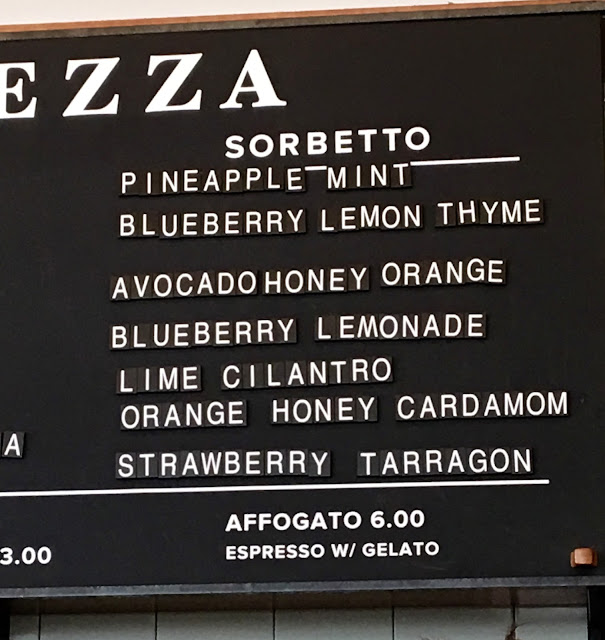 EZZA
SORBETTO
PINEAPPLE MINT
BLUEBERRY LEMON THYME
AVOCADO HONEY ORANGE
BLUEBERRY LEMONADE
LIME CILANTRO
ORANGE HONEY CARDAMOM
A
STRAWBERRY TARRAGON
AFFOGATO 6.00
3.00
ESPRESSO W/ GELATO